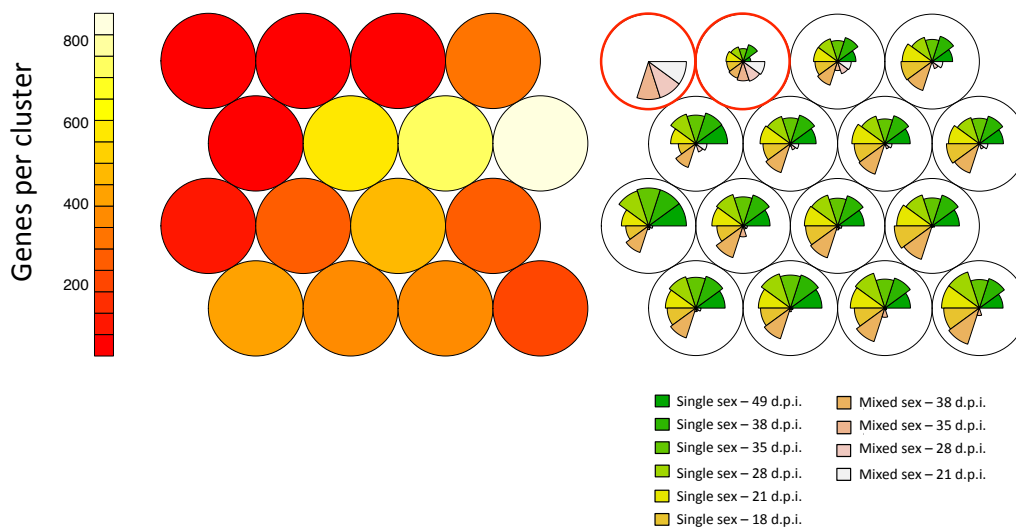 Genes per cluster
800
600
400
200
Single sex – 49 d.p.i.
Single sex – 38 d.p.i.
Single sex – 35 d.p.i.
Single sex – 28 d.p.i.
Single sex – 21 d.p.i.
Single sex – 18 d.p.i.
Mixed sex – 38 d.p.i.
Mixed sex – 35 d.p.i.
Mixed sex – 28 d.p.i.
Mixed sex – 21 d.p.i.